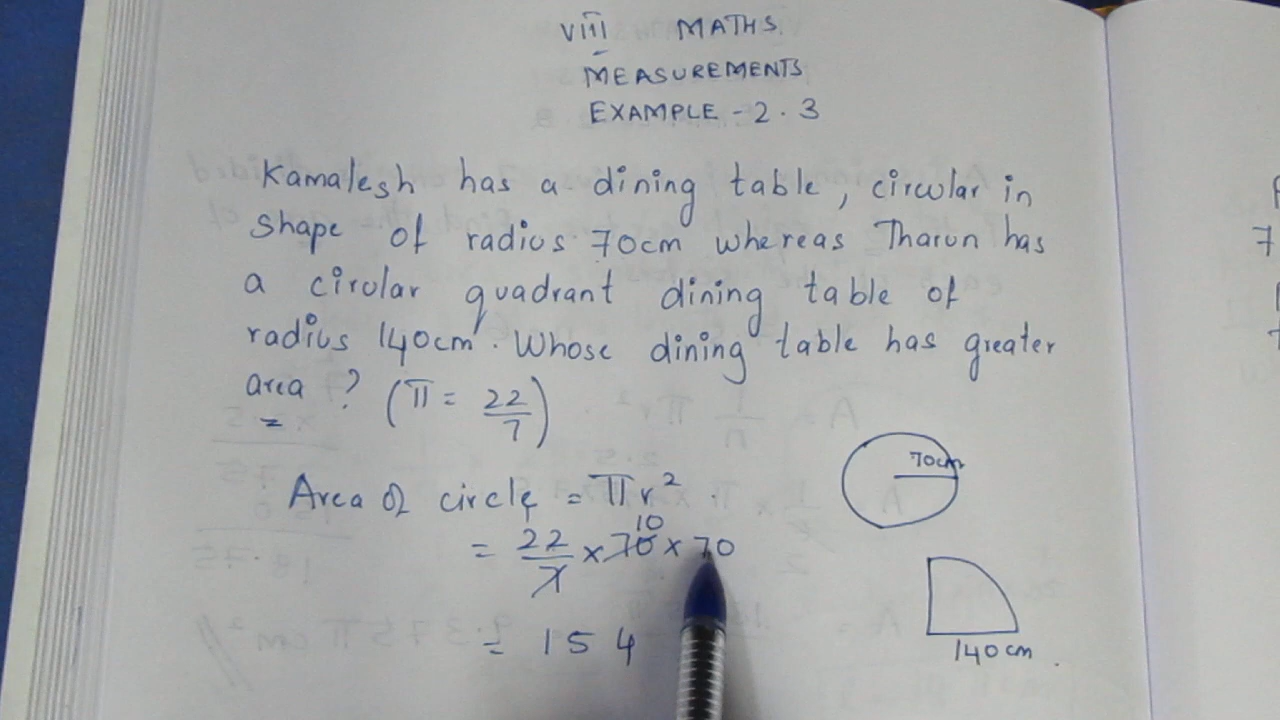 VIII MATHS
MEASUREMENTS
EXAMPLE - 2.3
Kamalesh has a dining table, circular in
shape of radius 70cm whereas Tharun has
a circular quadrant dining table of
radius 140cm. Whose dining table has greater
area? (π = 22/7)
70cm
Area of circle = πr²
10
= 22/7 × 70 × 70
= 154
140cm.
7